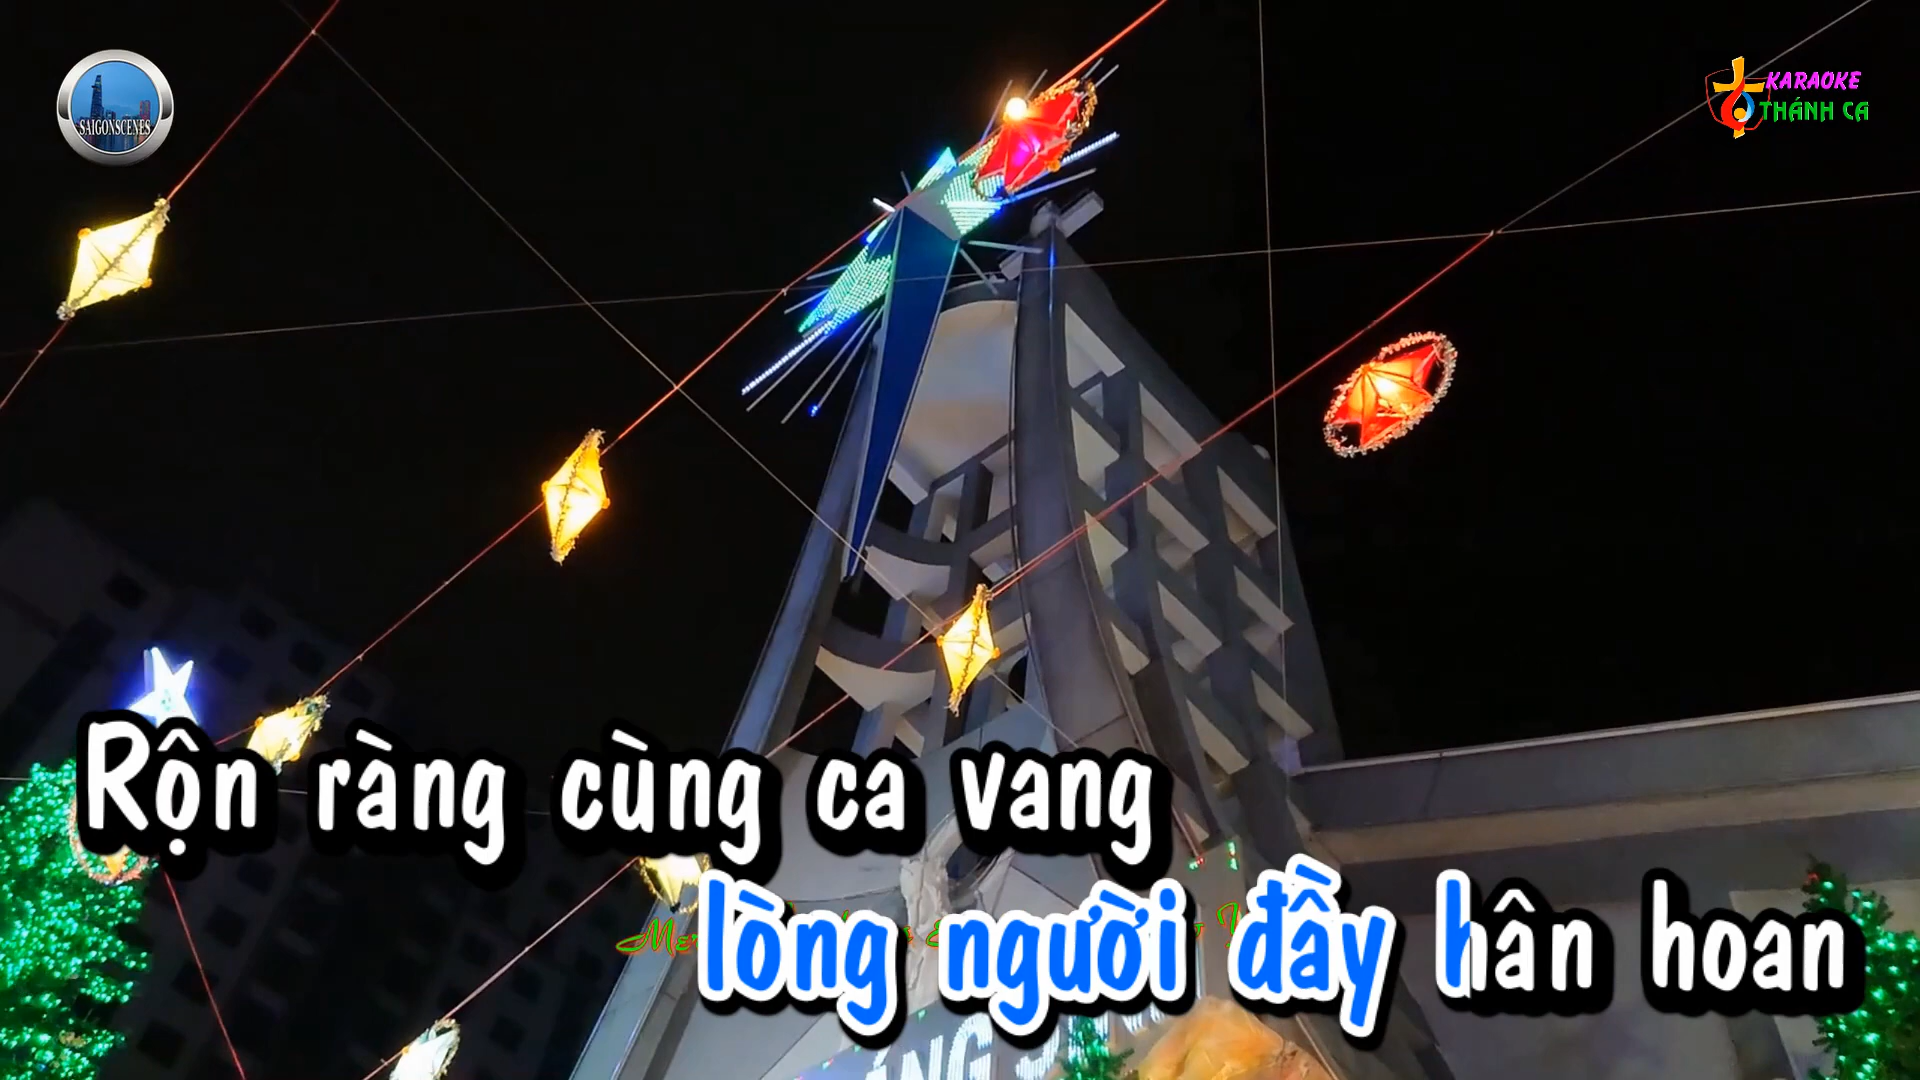 SAIGONSCENES
KARAOKE
THÁNH CA
Rộn ràng cùng ca vang
lòng người đầy hân hoan